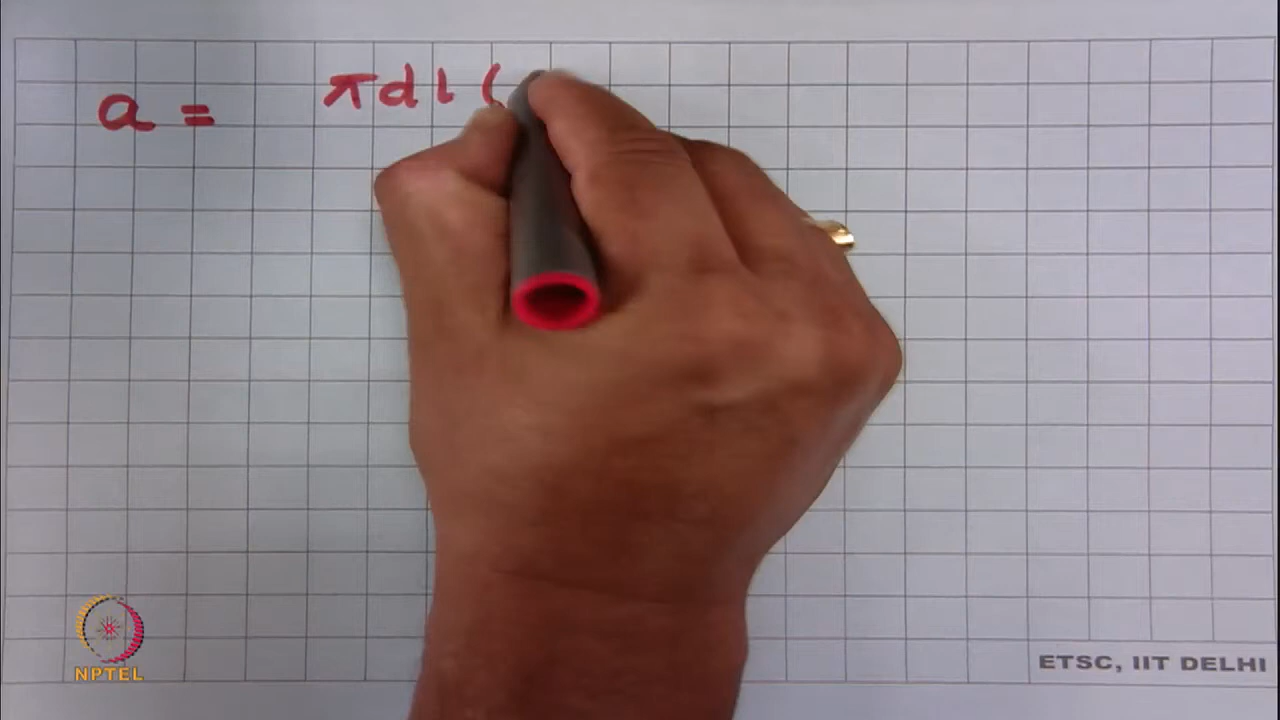 a = πdl (
NPTEL
ETSC, IIT DELHI